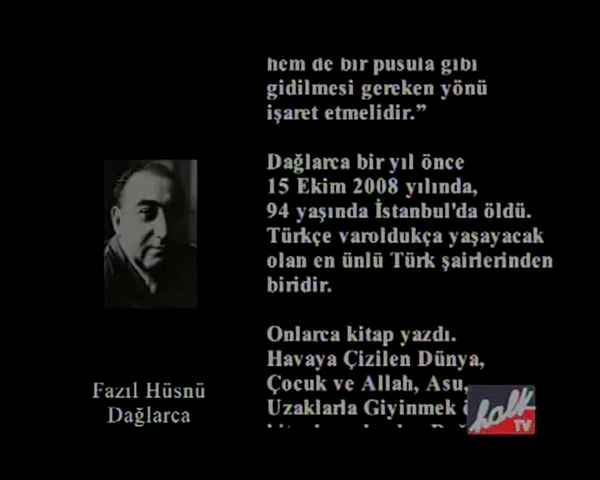 hem de bir pusula gibi
gidilmesi gereken yönü
işaret etmelidir.”
Dağlarca bir yıl önce
15 Ekim 2008 yılında,
94 yaşında İstanbul'da öldü.
Türkçe varoldukça yaşayacak
olan en ünlü Türk şairlerinden
biridir.
Onlarca kitap yazdı.
Havaya Çizilen Dünya,
Çocuk ve Allah, Asu,
Uzaklarla Giyinmek
Fazıl Hüsnü
Dağlarca
halk
TV